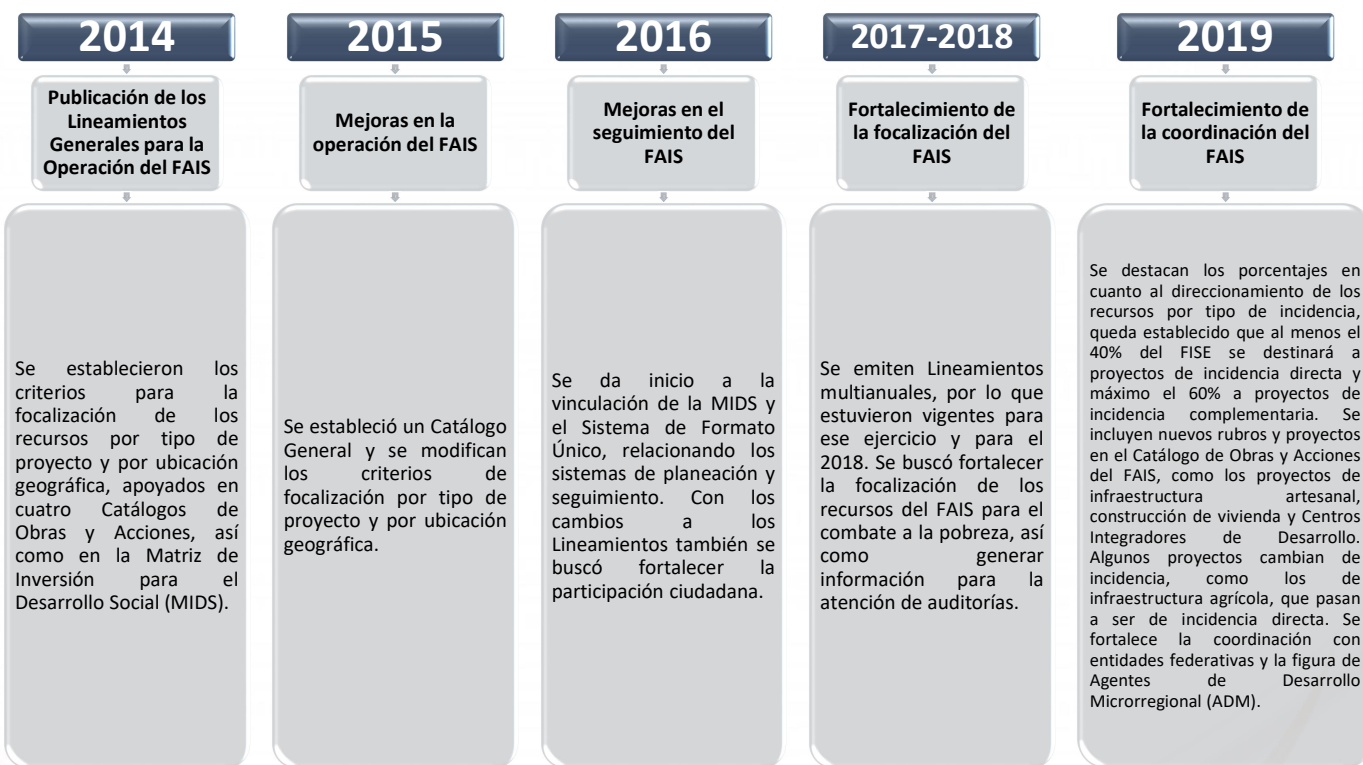 2014
Publicación de los
Lineamientos
Generales para la
Operación del FAIS
Se establecieron los
criterios para la
focalización de los
recursos por tipo de
proyecto y por ubicación
geográfica, apoyados en
cuatro Catálogos de
Obras y Acciones, así
como en la Matriz de
Inversión para el
Desarrollo Social (MIDS).
2015
Mejoras en la
operación del FAIS
Se estableció un Catálogo
General y se modifican
los criterios de
focalización por tipo de
proyecto y por ubicación
geográfica.
2016
Mejoras en el
seguimiento del
FAIS
Se da inicio a la
vinculación de la MIDS y
el Sistema de Formato
Único, relacionando los
sistemas de planeación y
seguimiento. Con los
cambios a los
Lineamientos también se
buscó fortalecer la
participación ciudadana.
2017-2018
Fortalecimiento de
la focalización del
FAIS
Se emiten Lineamientos
multianuales, por lo que
estuvieron vigentes para
ese ejercicio y para el
2018. Se buscó fortalecer
la focalización de los
recursos del FAIS para el
combate a la pobreza, así
como generar
información para la
atención de auditorías.
2019
Fortalecimiento de
la coordinación del
FAIS
Se destacan los porcentajes en
cuanto al direccionamiento de los
recursos por tipo de incidencia,
queda establecido que al menos el
40% del FISE se destinará a
proyectos de incidencia directa y
máximo el 60% a proyectos de
incidencia complementaria. Se
incluyen nuevos rubros y proyectos
en el Catálogo de Obras y Acciones
del FAIS, como los proyectos de
infraestructura artesanal,
construcción de vivienda y Centros
Integradores de Desarrollo.
Algunos proyectos cambian de
incidencia, como los de
infraestructura agrícola, que pasan
a ser de incidencia directa. Se
fortalece la coordinación con
entidades federativas y la figura de
Agentes de Desarrollo
Microrregional (ADM).